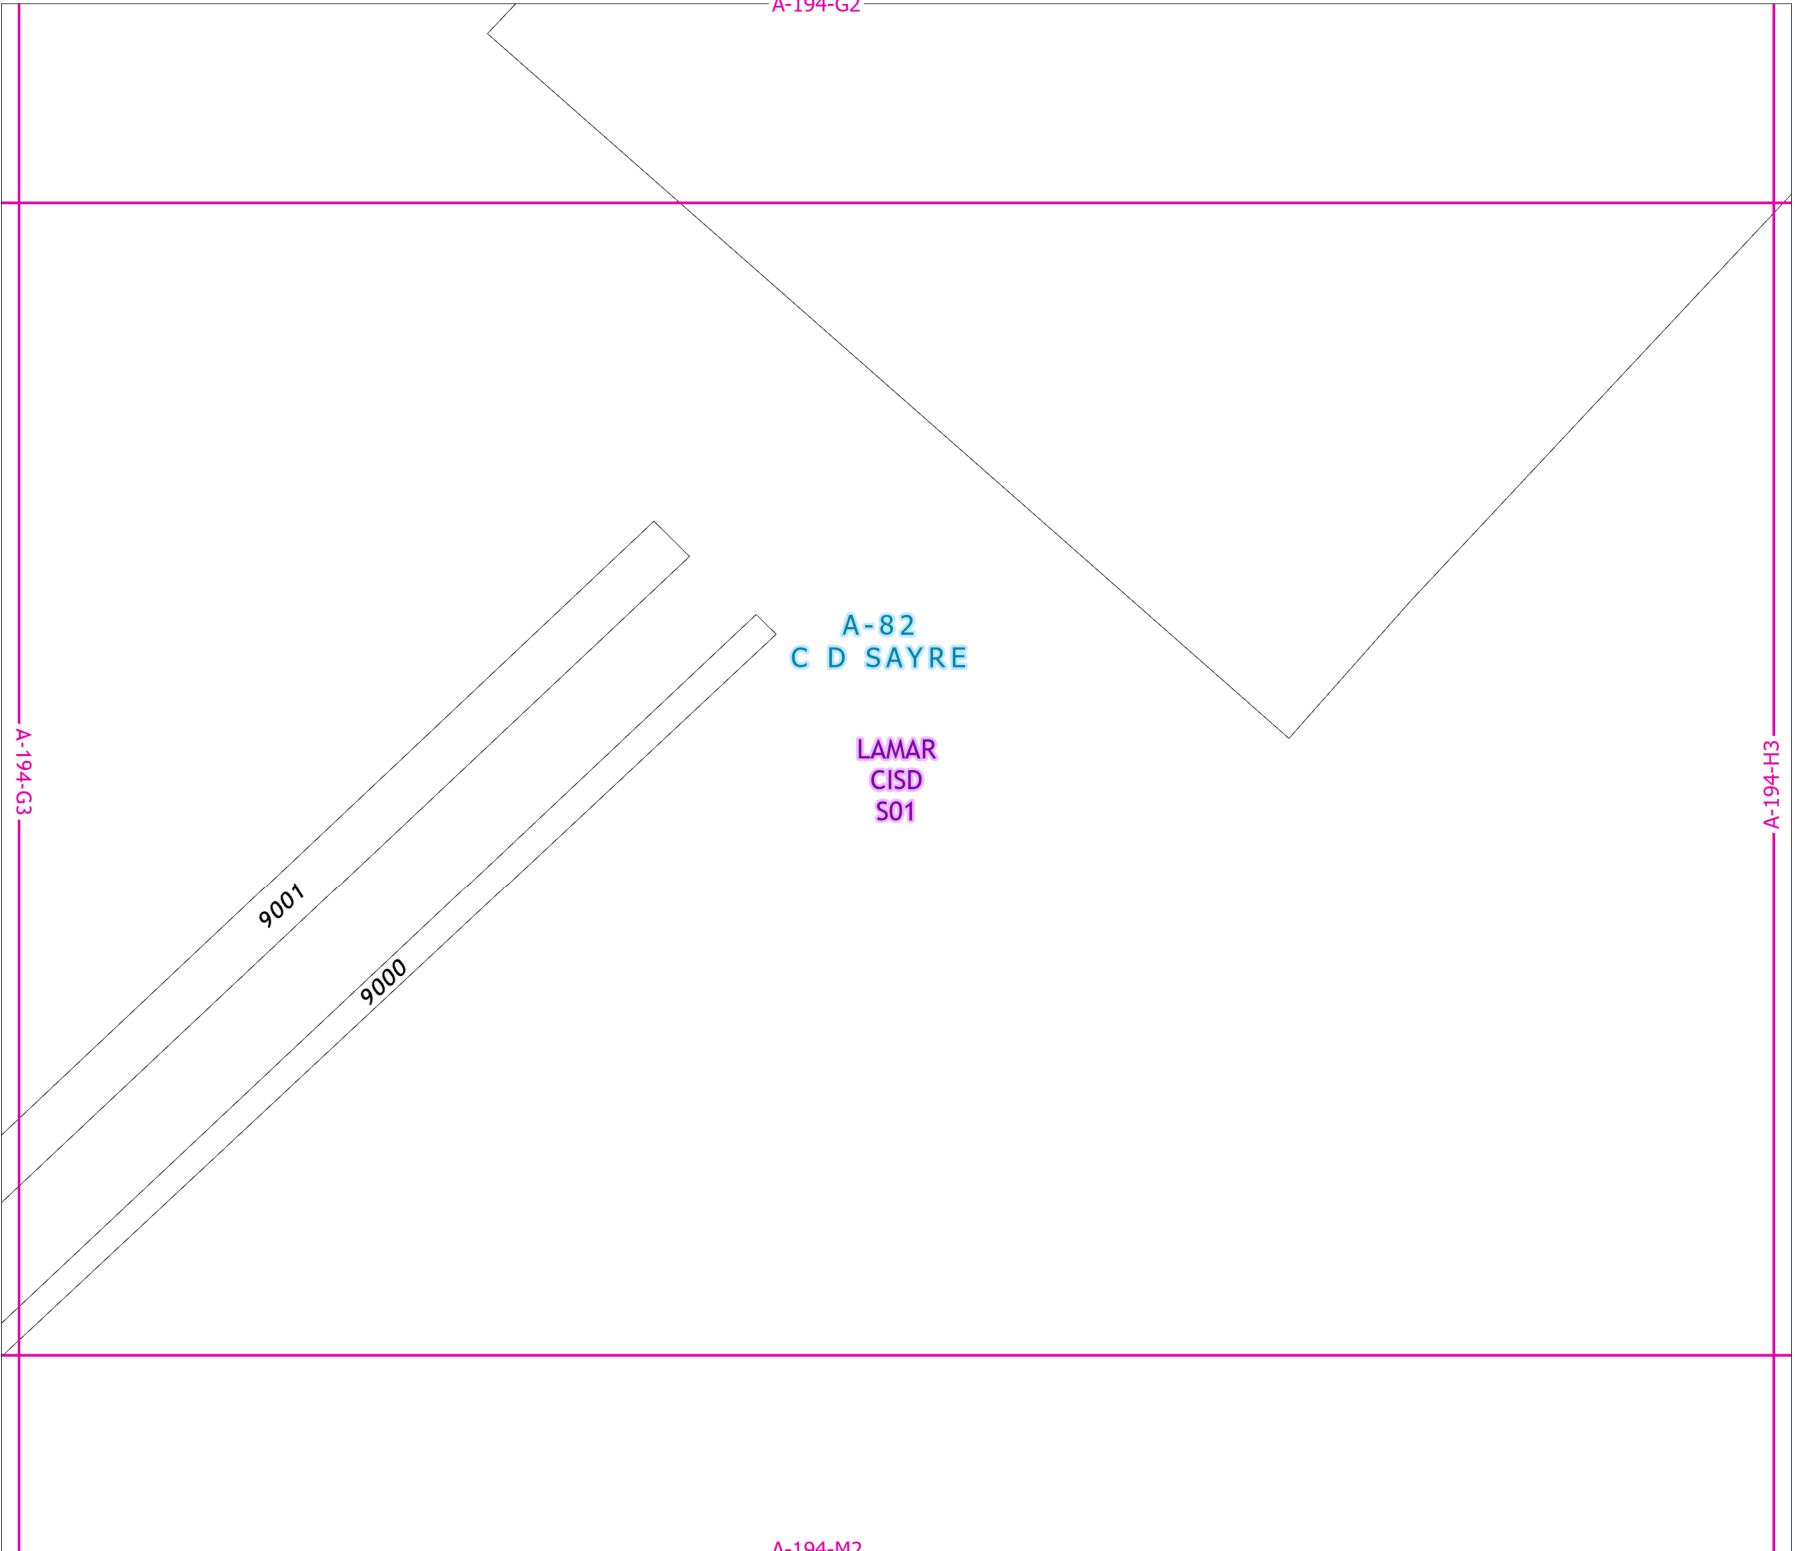 A-194-G2
A-82
C D SAYRE
LAMAR
CISD
S01
A-194-G3
A-194-H3
9001
9000
A-194-M2